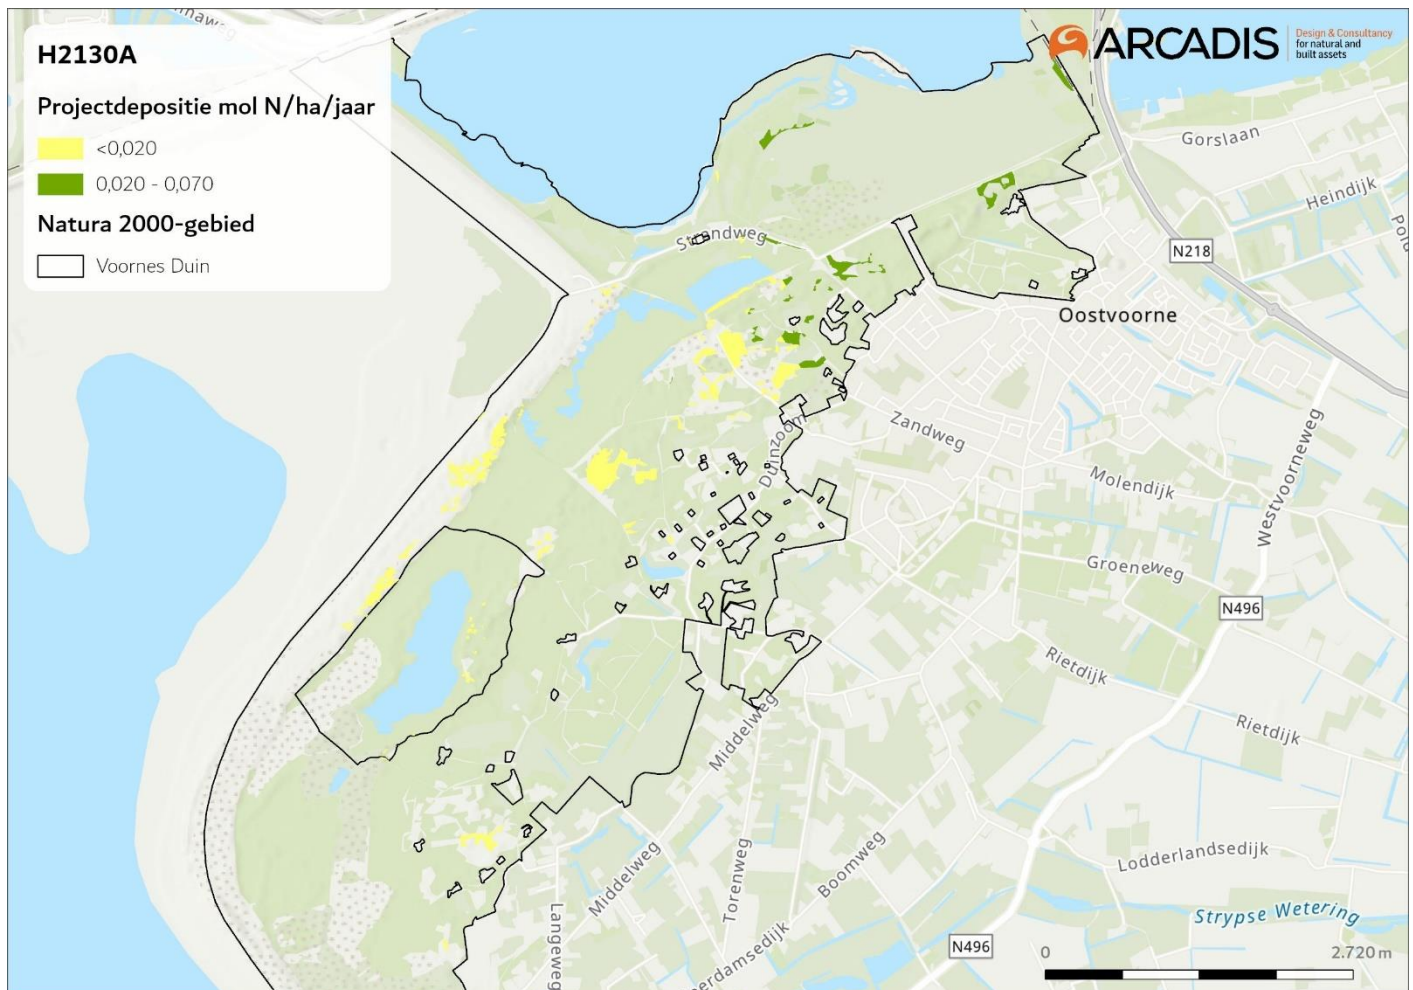 H2130A
Projectdepositie mol N/ha/jaar
<0,020
0,020 - 0,070
Natura 2000-gebied
Voornes Duin
ARCADIS
Design & Consultancy
for natural and
built assets
Gorslaan
Heindijk
Strandweg
N218
Oostvoorne
Zandweg
Duinzoom
Molendijk
Westvoorneweg
Groeneweg
N496
Rietdijk
Rietdijk
Middelweg
Middelweg
Torenweg
Boomweg
Lodderlandsedijk
Langeweg
Strypse Wetering
N496
0
2.720 m